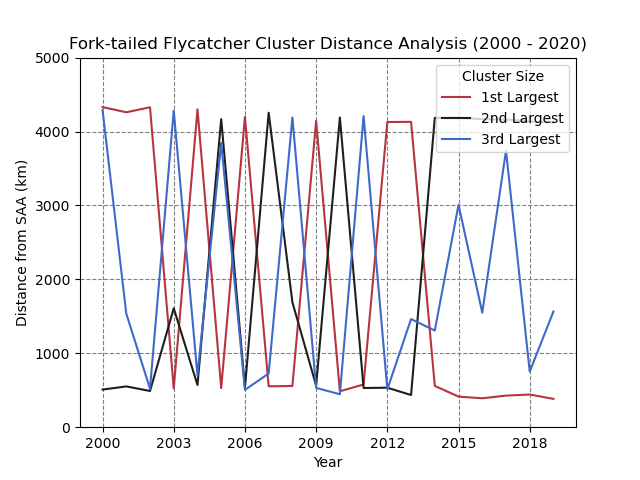 Fork-tailed Flycatcher Cluster Distance Analysis (2000 - 2020)
Cluster Size
1st Largest
2nd Largest
3rd Largest
Distance from SAA (km)
5000
4000
3000
2000
1000
0
2000 2003 2006 2009 2012 2015 2018
Year